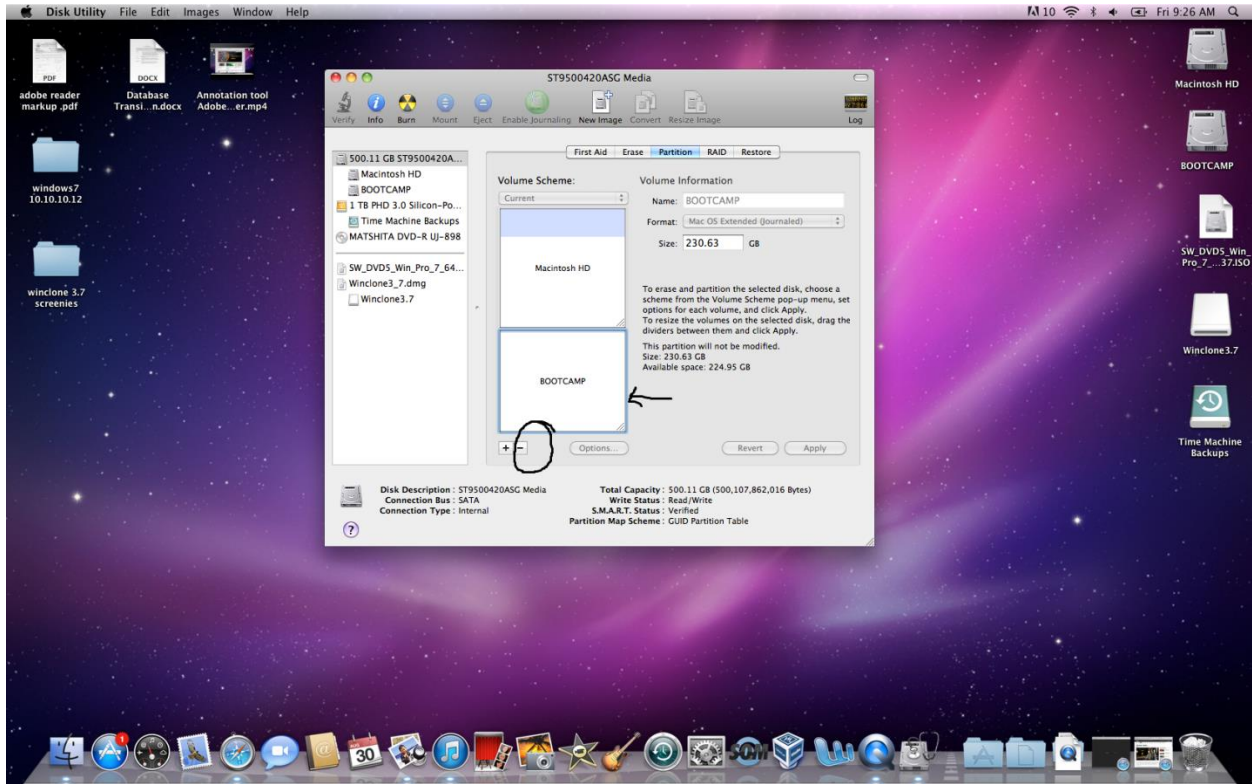 Disk Utility File Edit Images Window Help
10 Fri 9:26 AM
PDF
adobe reader
markup .pdf
DOCX
Database
Transi...n.docx
Annotation tool
Adobe...er.mp4
windows7
10.10.10.12
winclone 3.7
screenies
ST9500420ASG Media
Verify Info Burn Mount Eject Enable Journaling New Image Convert Resize Image Log
500.11 GB ST9500420A...
Macintosh HD
BOOTCAMP
1 TB PHD 3.0 Silicon-Po...
Time Machine Backups
MATSHITA DVD-R UJ-898
SW_DVD5_Win_Pro_7_64...
Winclone3_7.dmg
Winclone3.7
First Aid Erase Partition RAID Restore
Volume Scheme:
Current
Macintosh HD
BOOTCAMP
+ −
Options...
Volume Information
Name: BOOTCAMP
Format: Mac OS Extended (Journaled)
Size: 230.63 GB
To erase and partition the selected disk, choose a
scheme from the Volume Scheme pop-up menu, set
options for each volume, and click Apply.
To resize the volumes on the selected disk, drag the
dividers between them and click Apply.
This partition will not be modified.
Size: 230.63 GB
Available space: 224.95 GB
Revert Apply
Disk Description : ST9500420ASG Media
Connection Bus : SATA
Connection Type : Internal
Total Capacity : 500.11 GB (500,107,862,016 Bytes)
Write Status : Read/Write
S.M.A.R.T. Status : Verified
Partition Map Scheme : GUID Partition Table
?
Macintosh HD
BOOTCAMP
SW_DVD5_Win_
Pro_7_...37.ISO
Winclone3.7
Time Machine
Backups
1
30